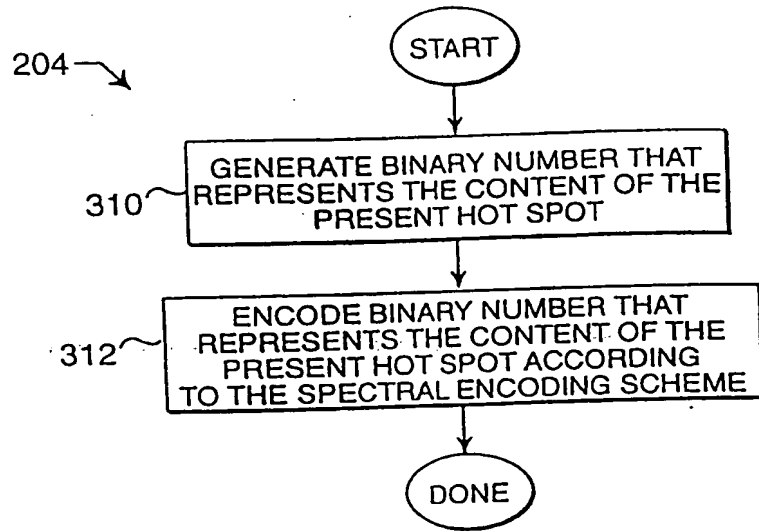 START
204
GENERATE BINARY NUMBER THAT
REPRESENTS THE CONTENT OF THE
PRESENT HOT SPOT
310
ENCODE BINARY NUMBER THAT
REPRESENTS THE CONTENT OF THE
PRESENT HOT SPOT ACCORDING
TO THE SPECTRAL ENCODING SCHEME
312
DONE